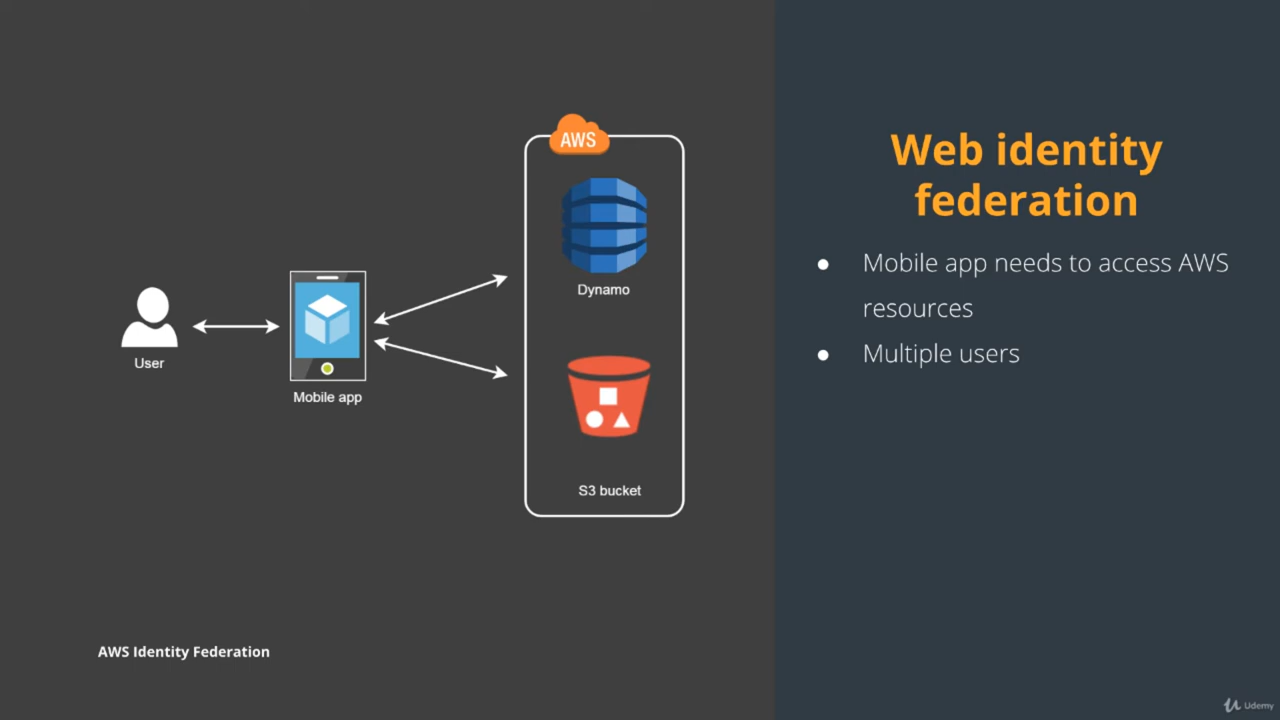 AWS
Dynamo
User
Mobile app
S3 bucket
AWS Identity Federation
Web identity
federation
● Mobile app needs to access AWS
resources
● Multiple users
Udemy